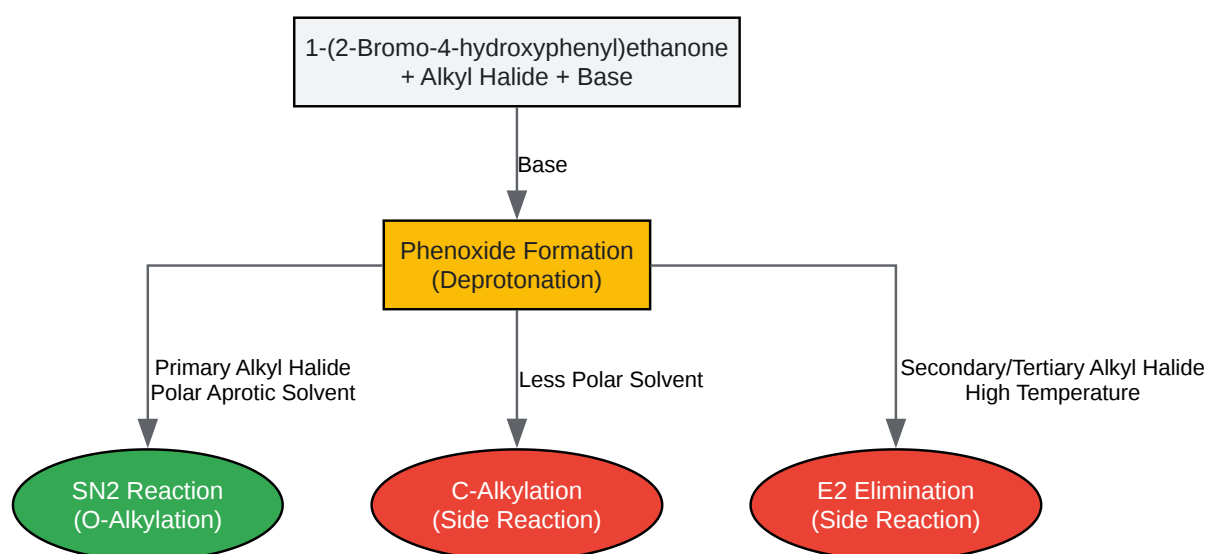 1-(2-Bromo-4-hydroxyphenyl)ethanone
+ Alkyl Halide + Base
Base
Phenoxide Formation
(Deprotonation)
Primary Alkyl Halide
Polar Aprotic Solvent
Less Polar Solvent
Secondary/Tertiary Alkyl Halide
High Temperature
SN2 Reaction
(O-Alkylation)
C-Alkylation
(Side Reaction)
E2 Elimination
(Side Reaction)